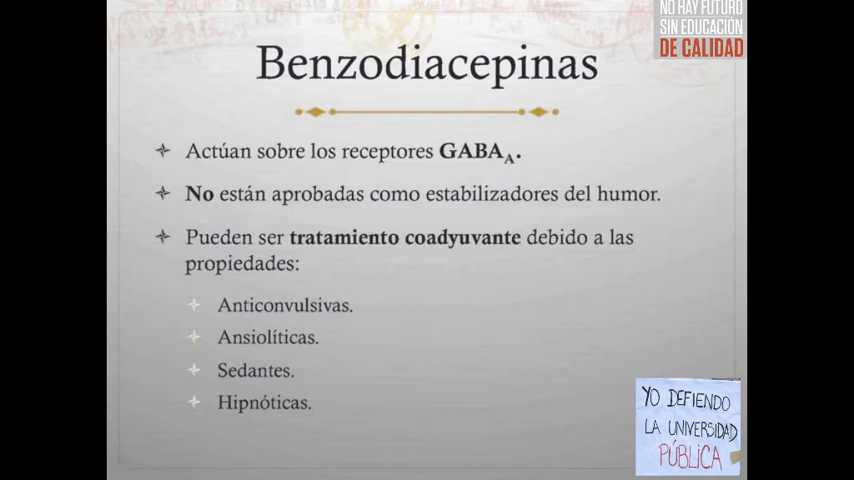 NO HAY FUTURO
SIN EDUCACIÓN
DE CALIDAD
Benzodiacepinas
Actúan sobre los receptores GABAA.
No están aprobadas como estabilizadores del humor.
Pueden ser tratamiento coadyuvante debido a las
propiedades:
Anticonvulsivas.
Ansiolíticas.
Sedantes.
Hipnóticas.
YO DEFIENDO
LA UNIVERSIDAD
PÚBLICA